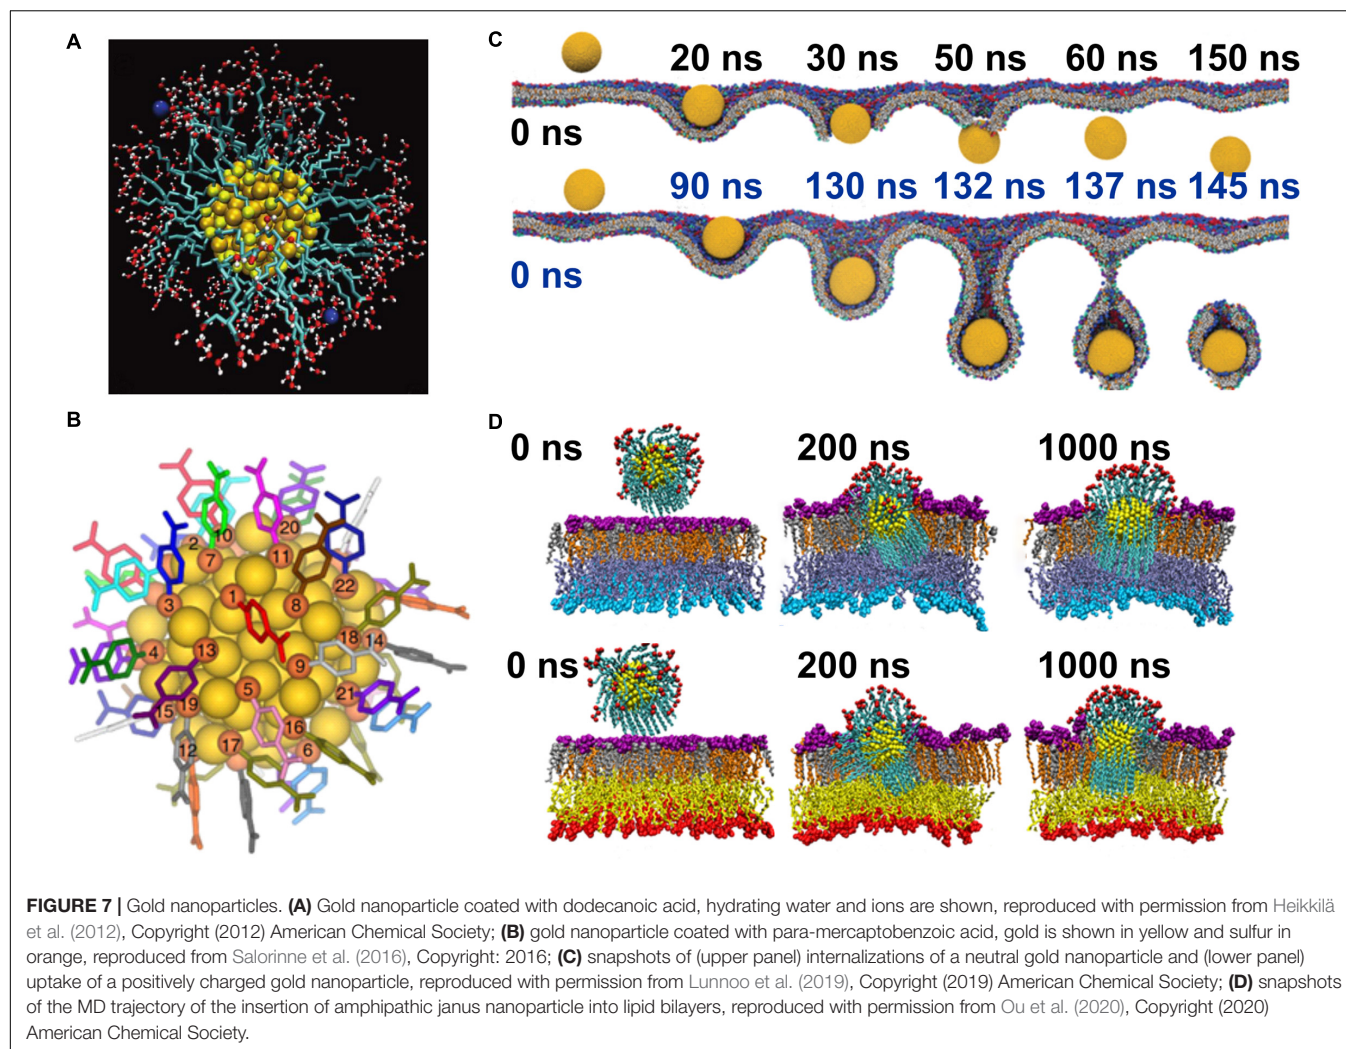 A
C
20 ns 30 ns 50 ns 60 ns 150 ns
0 ns
90 ns 130 ns 132 ns 137 ns 145 ns
0 ns
B
2 10 20
7 11
22
3 1 8
18 14
4 13 9
5 21
15 19 16
17 6
12
D
0 ns 200 ns 1000 ns
0 ns 200 ns 1000 ns
FIGURE 7 | Gold nanoparticles. (A) Gold nanoparticle coated with dodecanoic acid, hydrating water and ions are shown, reproduced with permission from Heikkilä
et al. (2012), Copyright (2012) American Chemical Society; (B) gold nanoparticle coated with para-mercaptobenzoic acid, gold is shown in yellow and sulfur in
orange, reproduced from Salorinne et al. (2016), Copyright: 2016; (C) snapshots of (upper panel) internalizations of a neutral gold nanoparticle and (lower panel)
uptake of a positively charged gold nanoparticle, reproduced with permission from Lunnoo et al. (2019), Copyright (2019) American Chemical Society; (D) snapshots
of the MD trajectory of the insertion of amphipathic janus nanoparticle into lipid bilayers, reproduced with permission from Ou et al. (2020), Copyright (2020)
American Chemical Society.